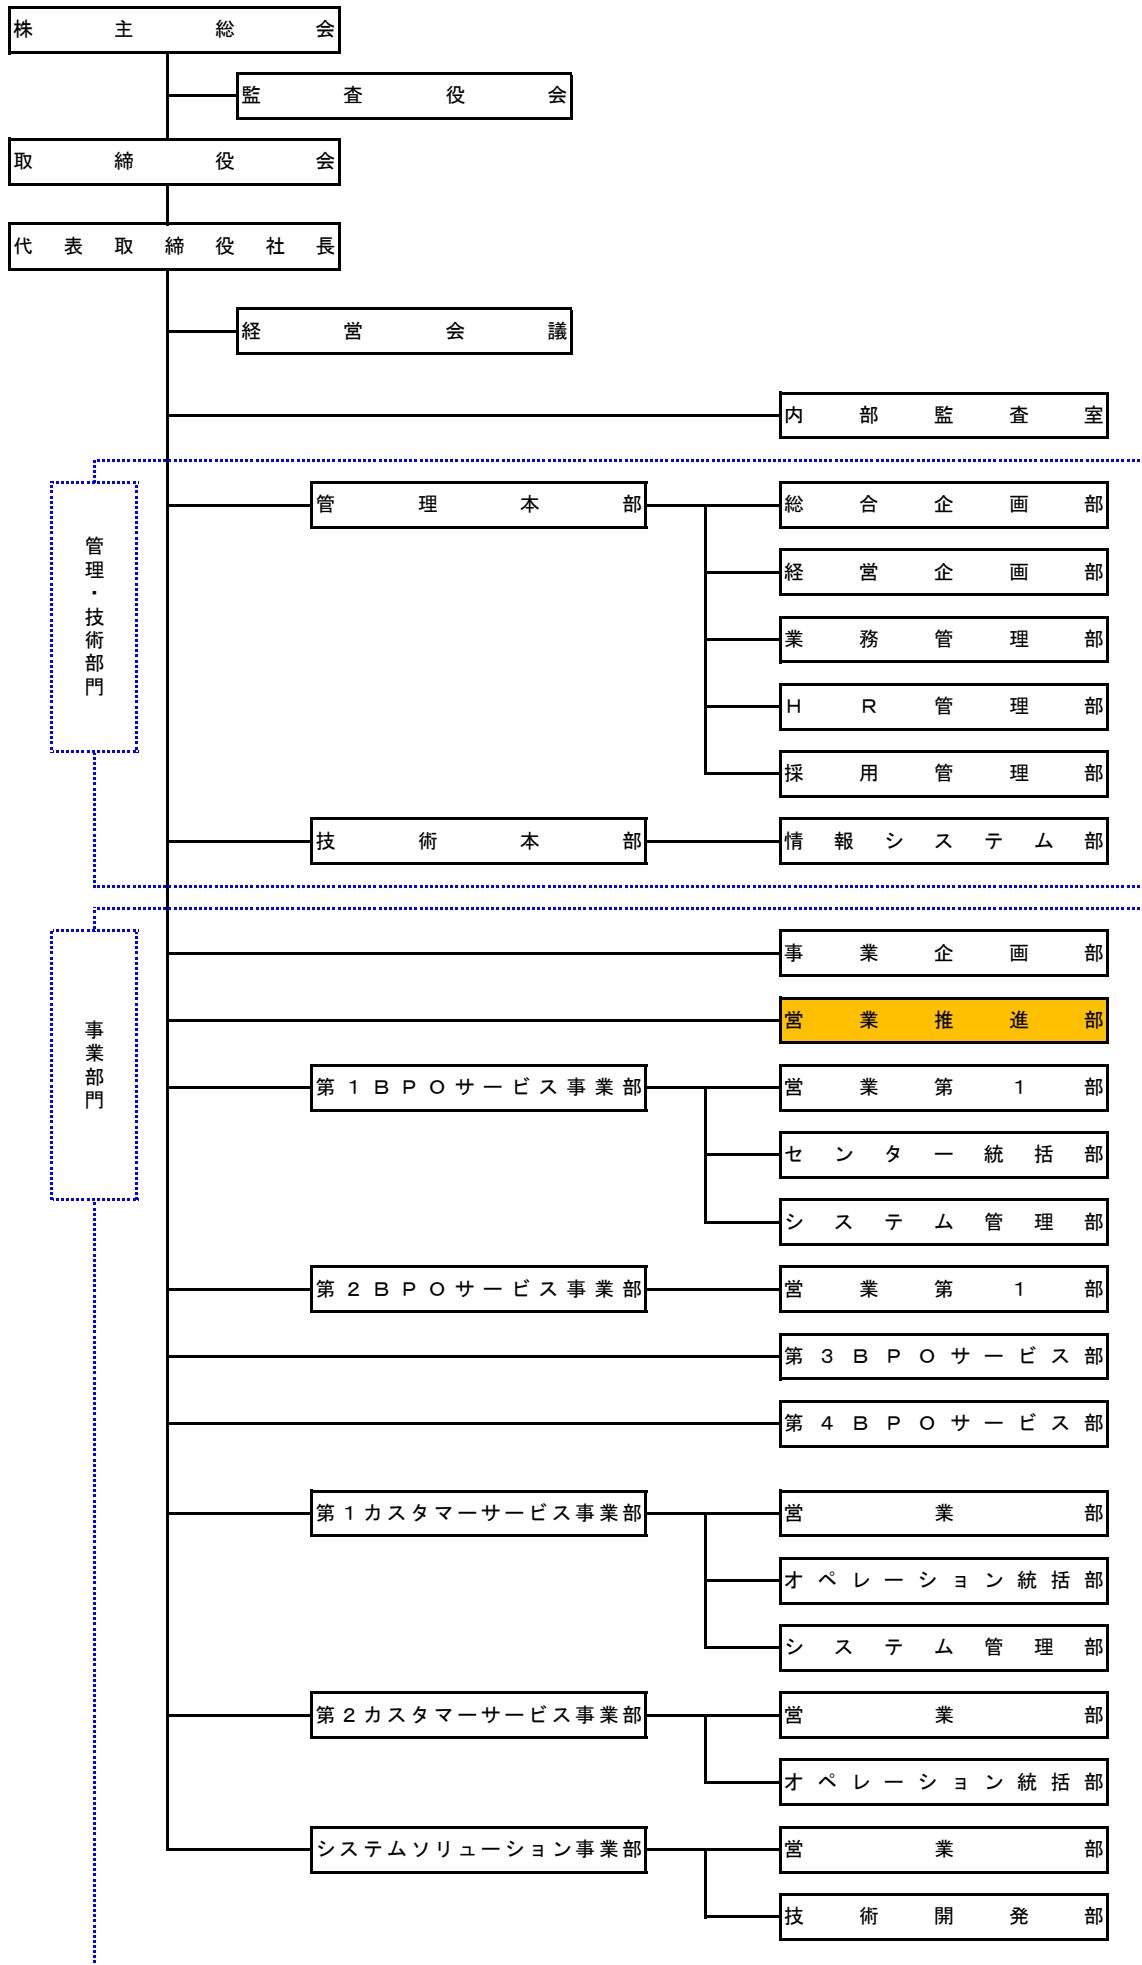 株主総会
監査役会
取締役会
代表取締役社長
経営会議
内部監査室
管理・技術部門
管理本部
総合企画部
経営企画部
業務管理部
ＨＲ管理部
採用管理部
技術本部
情報システム部
事業部門
事業企画部
営業推進部
第１ＢＰＯサービス事業部
営業第１部
センター統括部
システム管理部
第２ＢＰＯサービス事業部
営業第１部
第３ＢＰＯサービス部
第４ＢＰＯサービス部
第１カスタマーサービス事業部
営業部
オペレーション統括部
システム管理部
第２カスタマーサービス事業部
営業部
オペレーション統括部
システムソリューション事業部
営業部
技術開発部